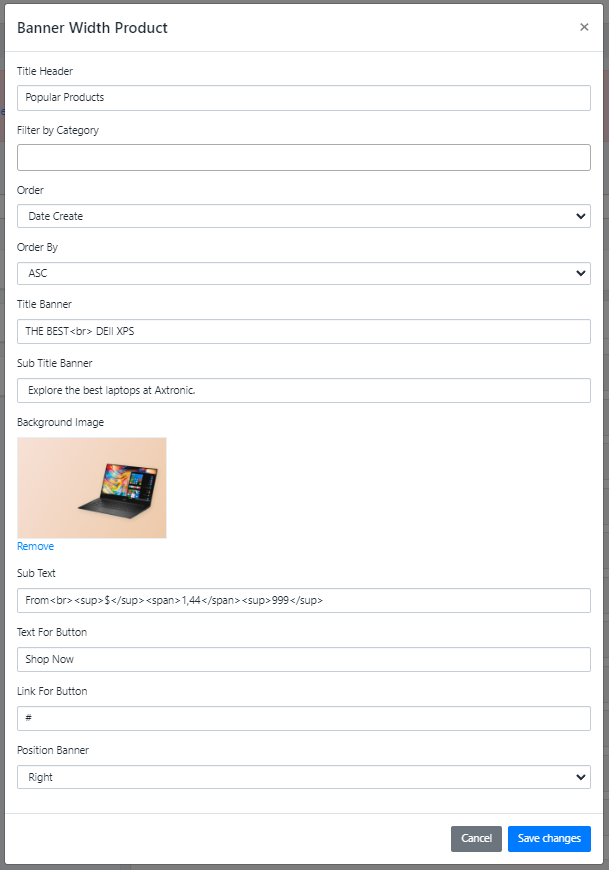 Banner Width Product
×
Title Header
Popular Products
Filter by Category
Order
Date Create
Order By
ASC
Title Banner
THE BEST<br> DEll XPS
Sub Title Banner
Explore the best laptops at Axtronic.
Background Image
Remove
Sub Text
From<br><sup>$</sup><span>1,44</span><sup>999</sup>
Text For Button
Shop Now
Link For Button
#
Position Banner
Right
Cancel Save changes